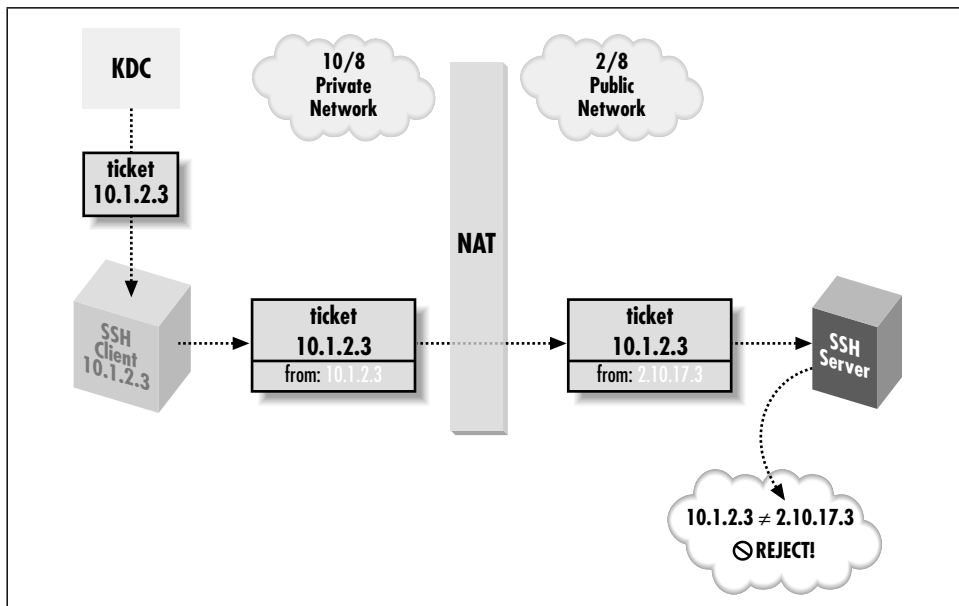 KDC
10/8
Private
Network
2/8
Public
Network
ticket
10.1.2.3
NAT
SSH
Client
10.1.2.3
ticket
10.1.2.3
from: 10.1.2.3
ticket
10.1.2.3
from: 2.10.17.3
SSH
Server
10.1.2.3 ≠ 2.10.17.3
REJECT!